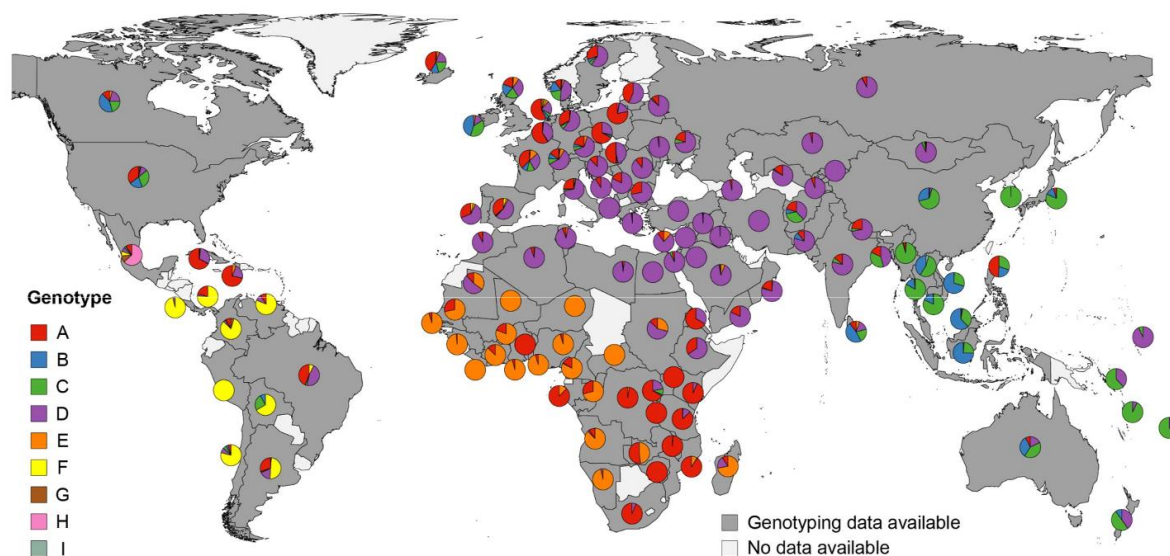 Genotype
A
B
C
D
E
F
G
H
I
Genotyping data available
No data available